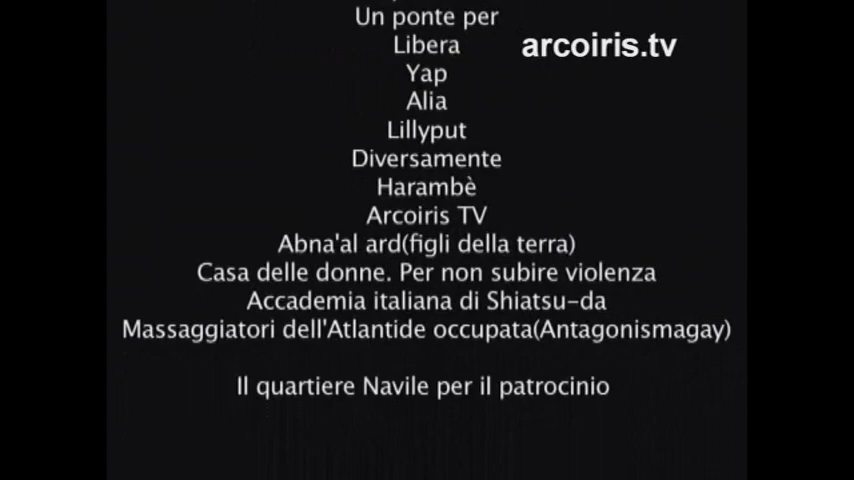 Un ponte per
Libera
arcoiris.tv
Yap
Alia
Lillyput
Diversamente
Harambè
Arcoiris TV
Abna'al ard(figli della terra)
Casa delle donne. Per non subire violenza
Accademia italiana di Shiatsu-da
Massaggiatori dell'Atlantide occupata(Antagonismagay)
Il quartiere Navile per il patrocinio